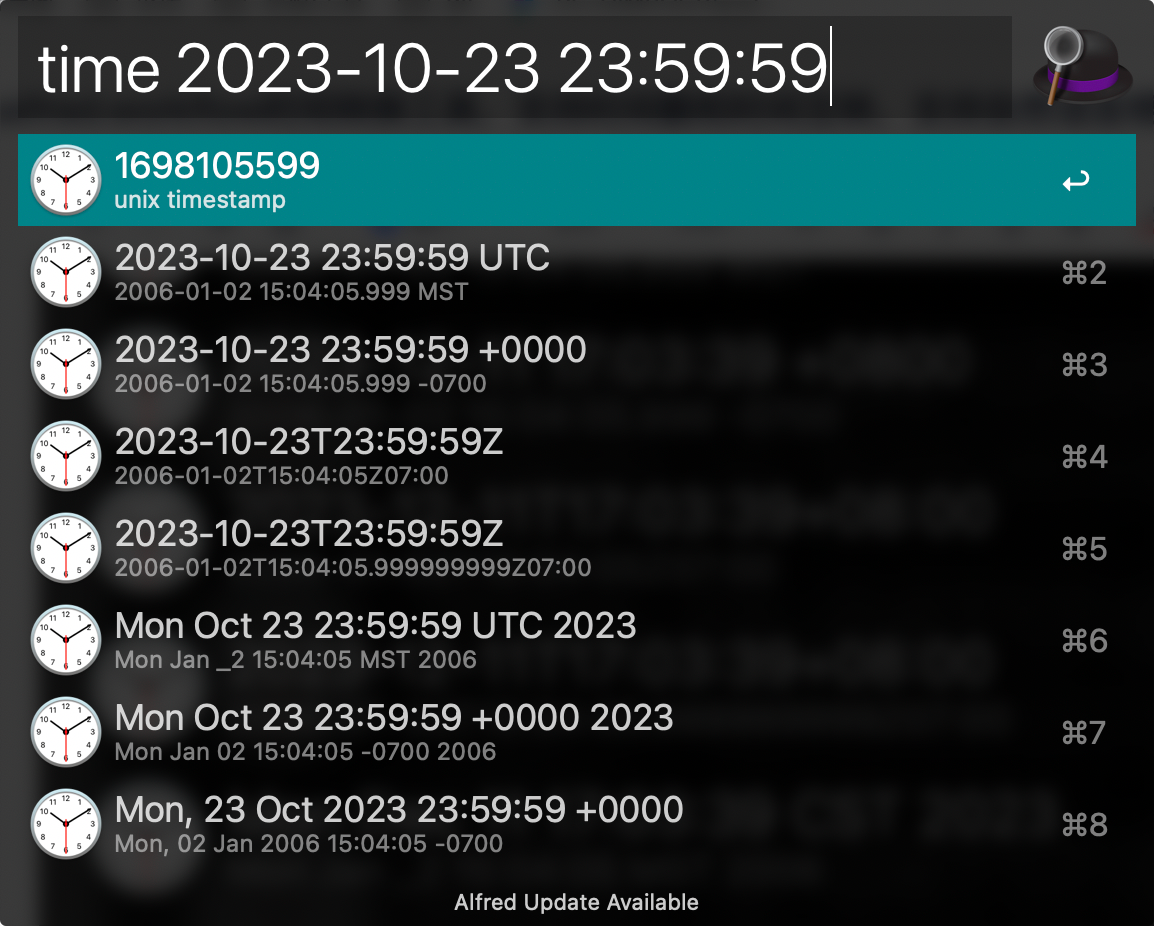 time 2023-10-23 23:59:59
1698105599
unix timestamp
2023-10-23 23:59:59 UTC
2006-01-02 15:04:05.999 MST
⌘2
2023-10-23 23:59:59 +0000
2006-01-02 15:04:05.999 -0700
⌘3
2023-10-23T23:59:59Z
2006-01-02T15:04:05Z07:00
⌘4
2023-10-23T23:59:59Z
2006-01-02T15:04:05.999999999Z07:00
⌘5
Mon Oct 23 23:59:59 UTC 2023
Mon Jan _2 15:04:05 MST 2006
⌘6
Mon Oct 23 23:59:59 +0000 2023
Mon Jan 02 15:04:05 -0700 2006
⌘7
Mon, 23 Oct 2023 23:59:59 +0000
Mon, 02 Jan 2006 15:04:05 -0700
⌘8
Alfred Update Available